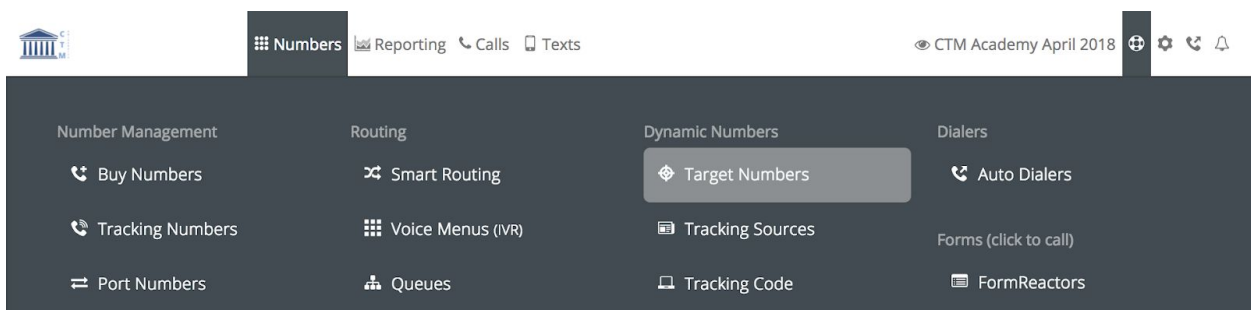 C
T
M
Numbers Reporting Calls Texts CTM Academy April 2018
Number Management Routing Dynamic Numbers Dialers
Buy Numbers Smart Routing Target Numbers Auto Dialers
Tracking Numbers Voice Menus (IVR) Tracking Sources
Forms (click to call)
Port Numbers Queues Tracking Code FormReactors